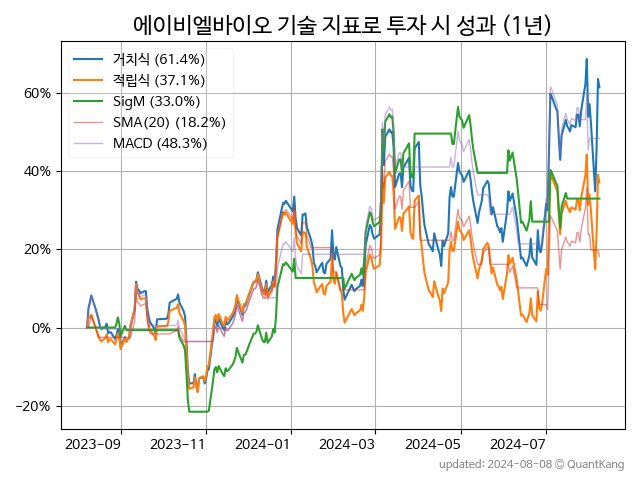 에이비엘바이오 기술 지표로 투자 시 성과 (1년)
거치식 (61.4%)
적립식 (37.1%)
SigM (33.0%)
SMA(20) (18.2%)
MACD (48.3%)
60%
40%
20%
0%
−20%
2023-09 2023-11 2024-01 2024-03 2024-05 2024-07
updated: 2024-08-08 © QuantKang